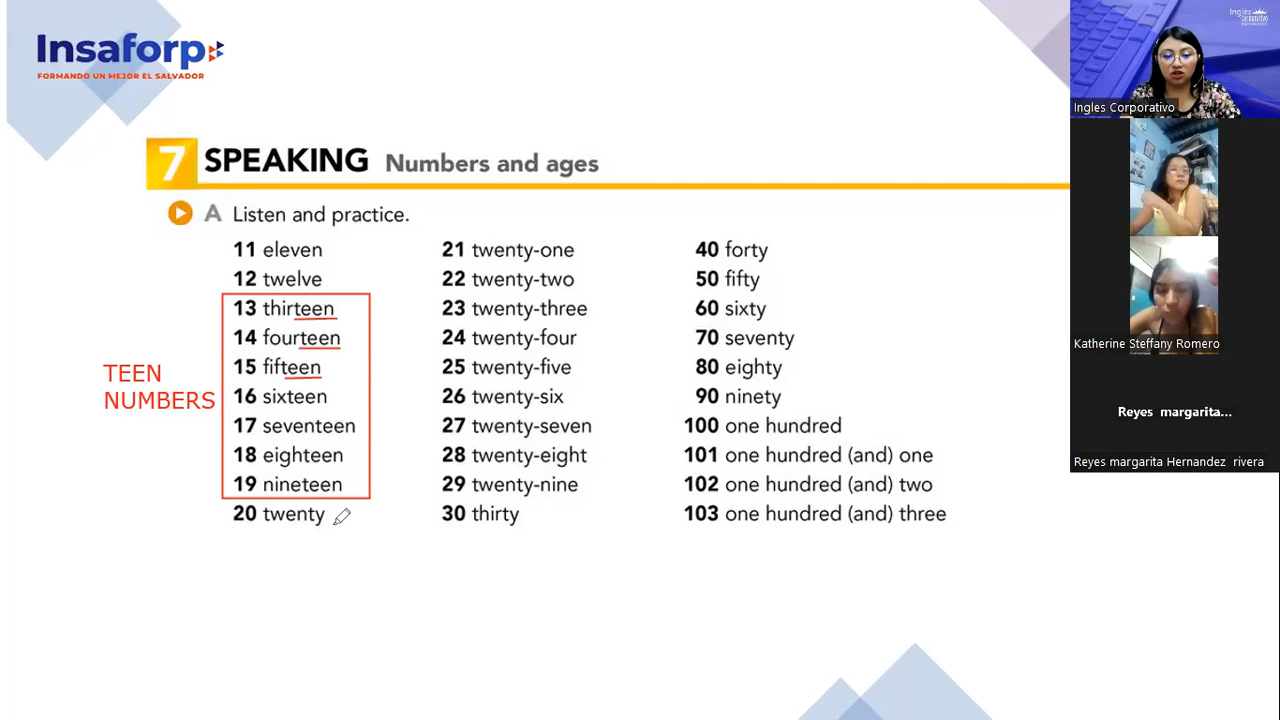 Insaforp
FORMANDO UN MEJOR EL SALVADOR
7 SPEAKING Numbers and ages
A Listen and practice.
11 eleven
12 twelve
13 thirteen
14 fourteen
15 fifteen
16 sixteen
17 seventeen
18 eighteen
19 nineteen
20 twenty
TEEN
NUMBERS
21 twenty-one
22 twenty-two
23 twenty-three
24 twenty-four
25 twenty-five
26 twenty-six
27 twenty-seven
28 twenty-eight
29 twenty-nine
30 thirty
40 forty
50 fifty
60 sixty
70 seventy
80 eighty
90 ninety
100 one hundred
101 one hundred (and) one
102 one hundred (and) two
103 one hundred (and) three
Ingles
Ingles Corporativo
Katherine Steffany Romero
Reyes margarita...
Reyes margarita Hernandez rivera